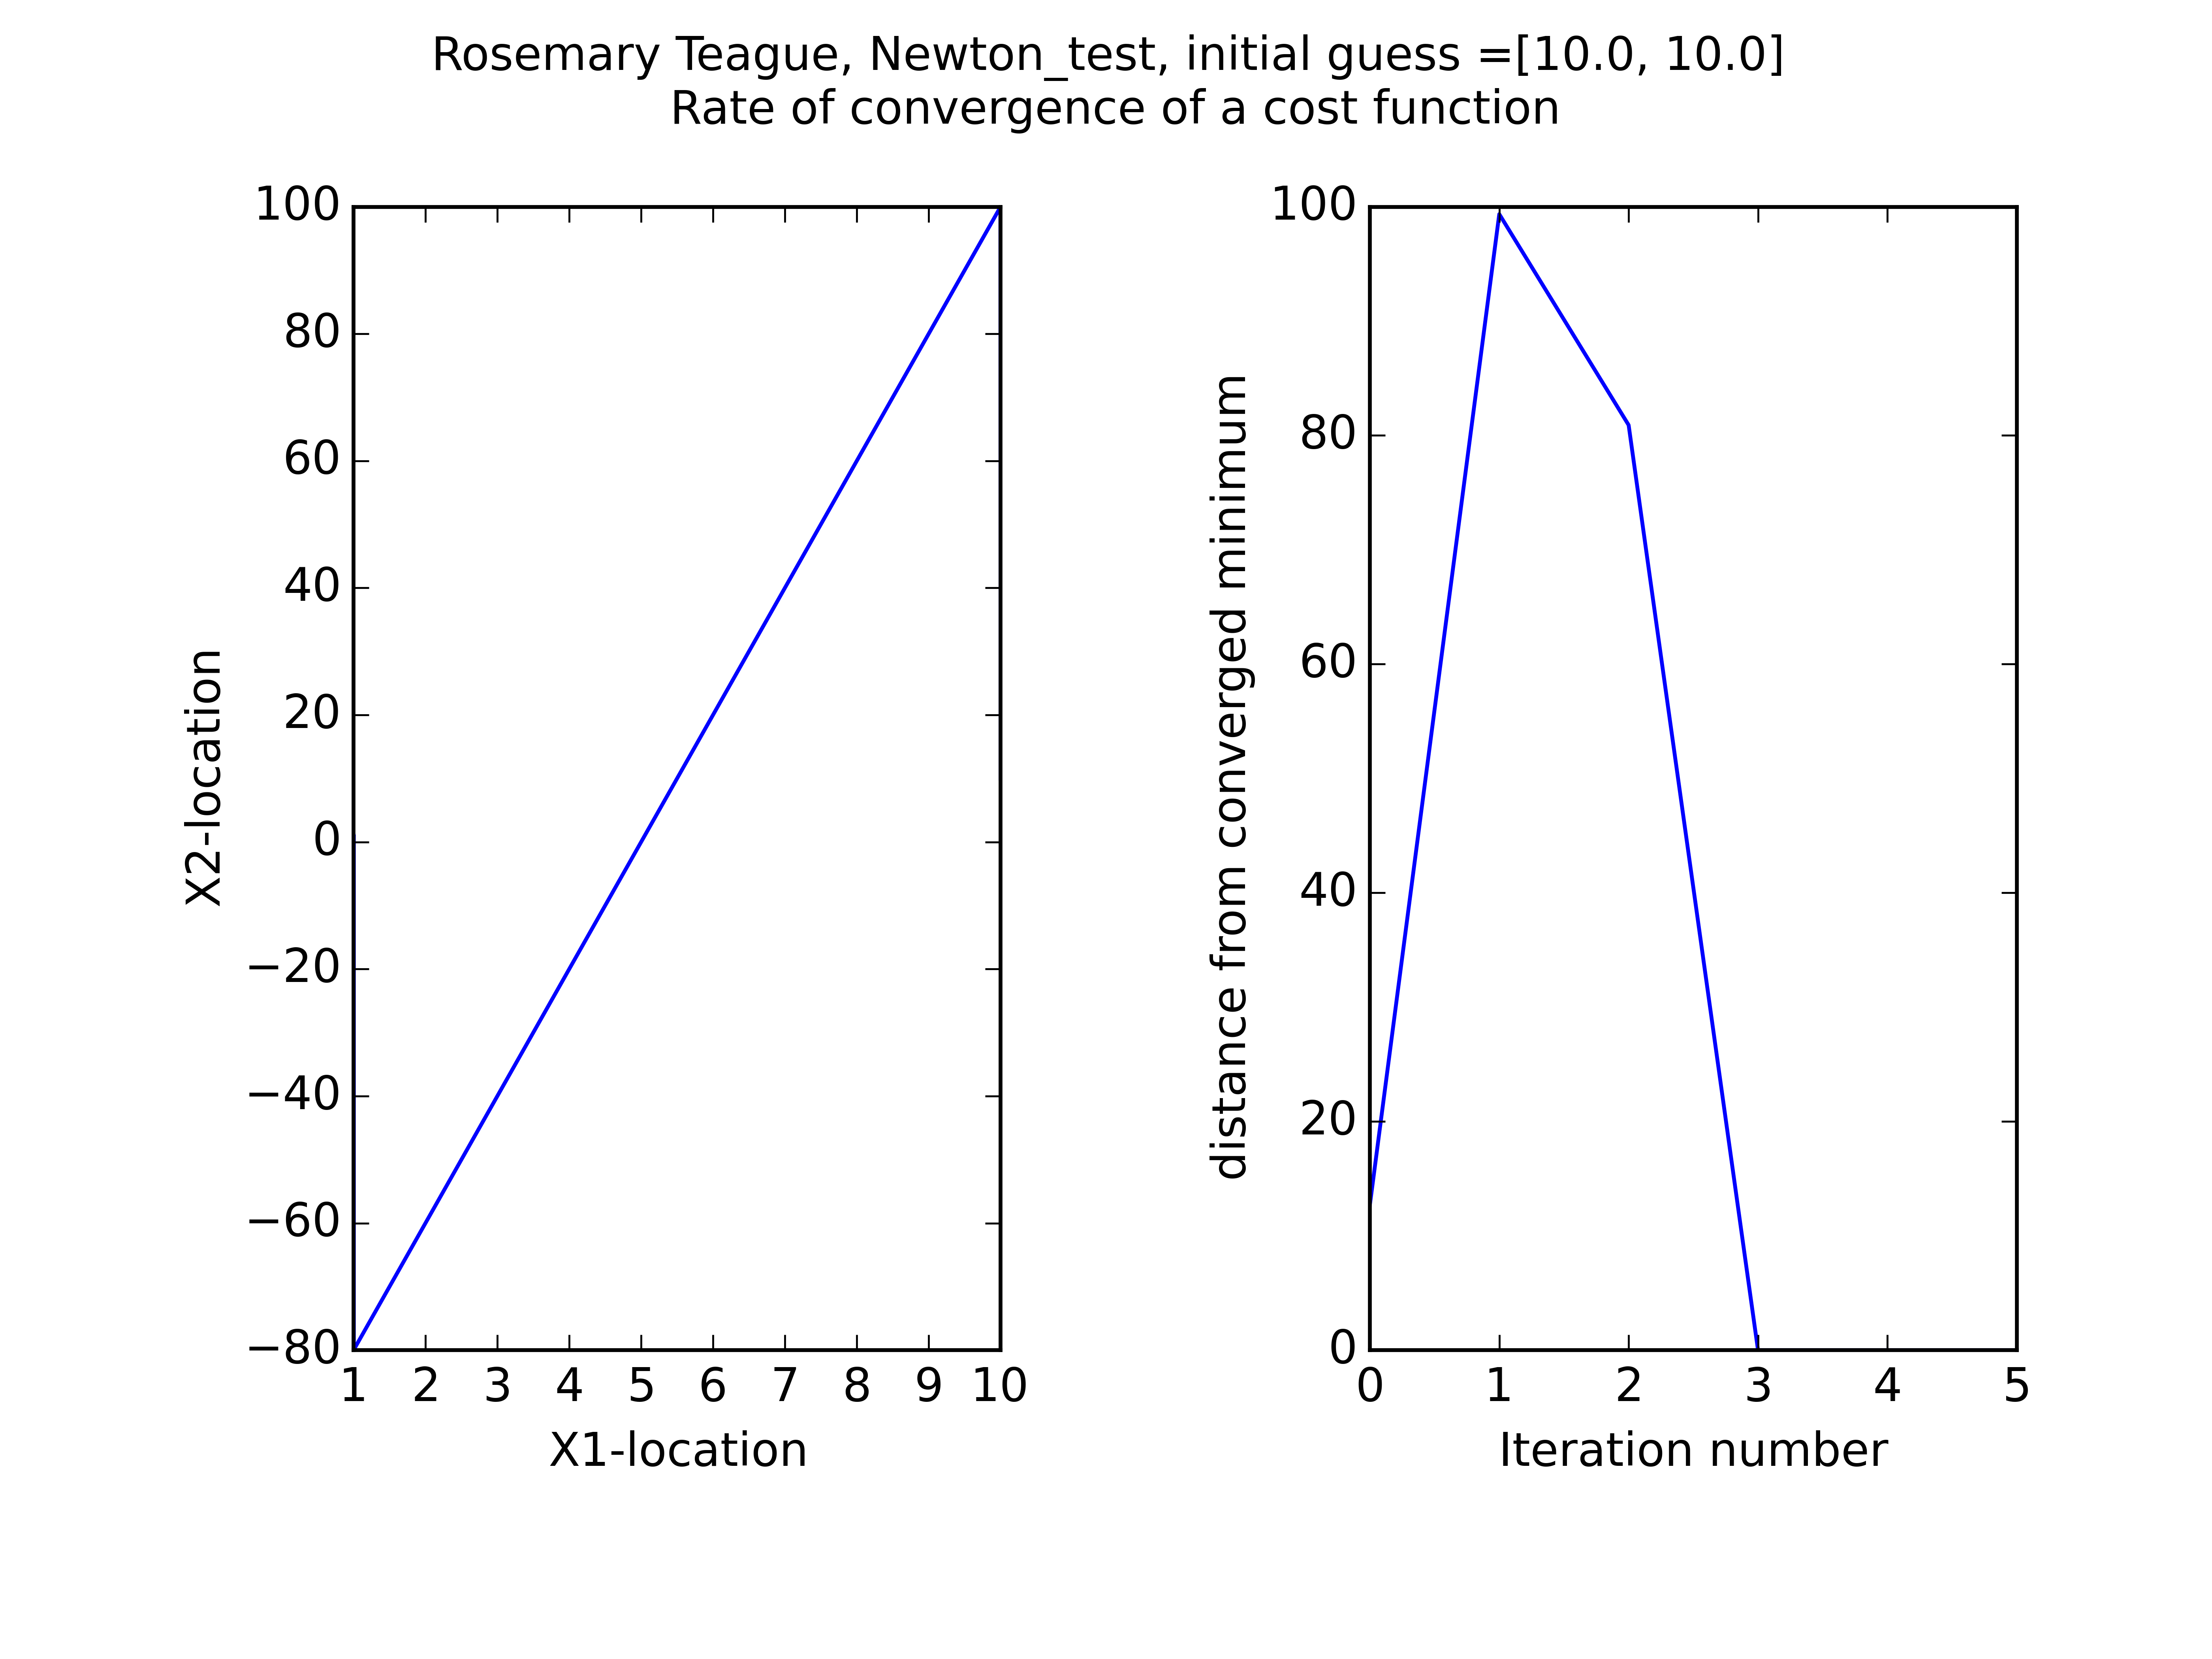 Rosemary Teague, Newton_test, initial guess =[10.0, 10.0]
Rate of convergence of a cost function
100
80
60
40
20
0
−20
−40
−60
−80
X2-location
1 2 3 4 5 6 7 8 9 10
X1-location
100
80
60
40
20
0
distance from converged minimum
0 1 2 3 4 5
Iteration number